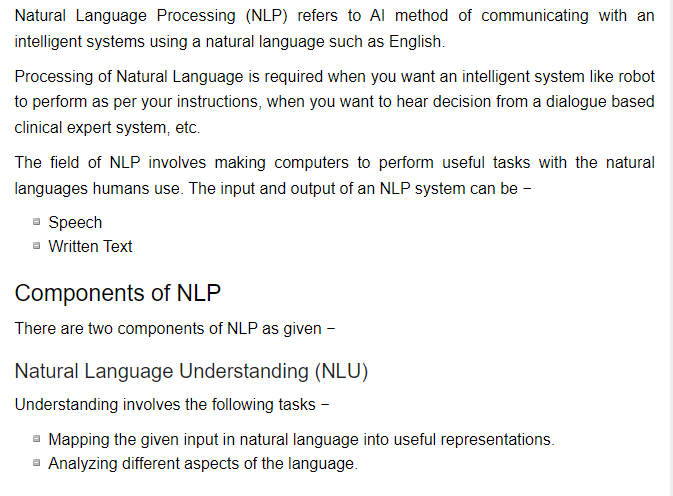 Natural Language Processing (NLP) refers to AI method of communicating with an
intelligent systems using a natural language such as English.
Processing of Natural Language is required when you want an intelligent system like robot
to perform as per your instructions, when you want to hear decision from a dialogue based
clinical expert system, etc.
The field of NLP involves making computers to perform useful tasks with the natural
languages humans use. The input and output of an NLP system can be −
Speech
Written Text
Components of NLP
There are two components of NLP as given −
Natural Language Understanding (NLU)
Understanding involves the following tasks −
Mapping the given input in natural language into useful representations.
Analyzing different aspects of the language.